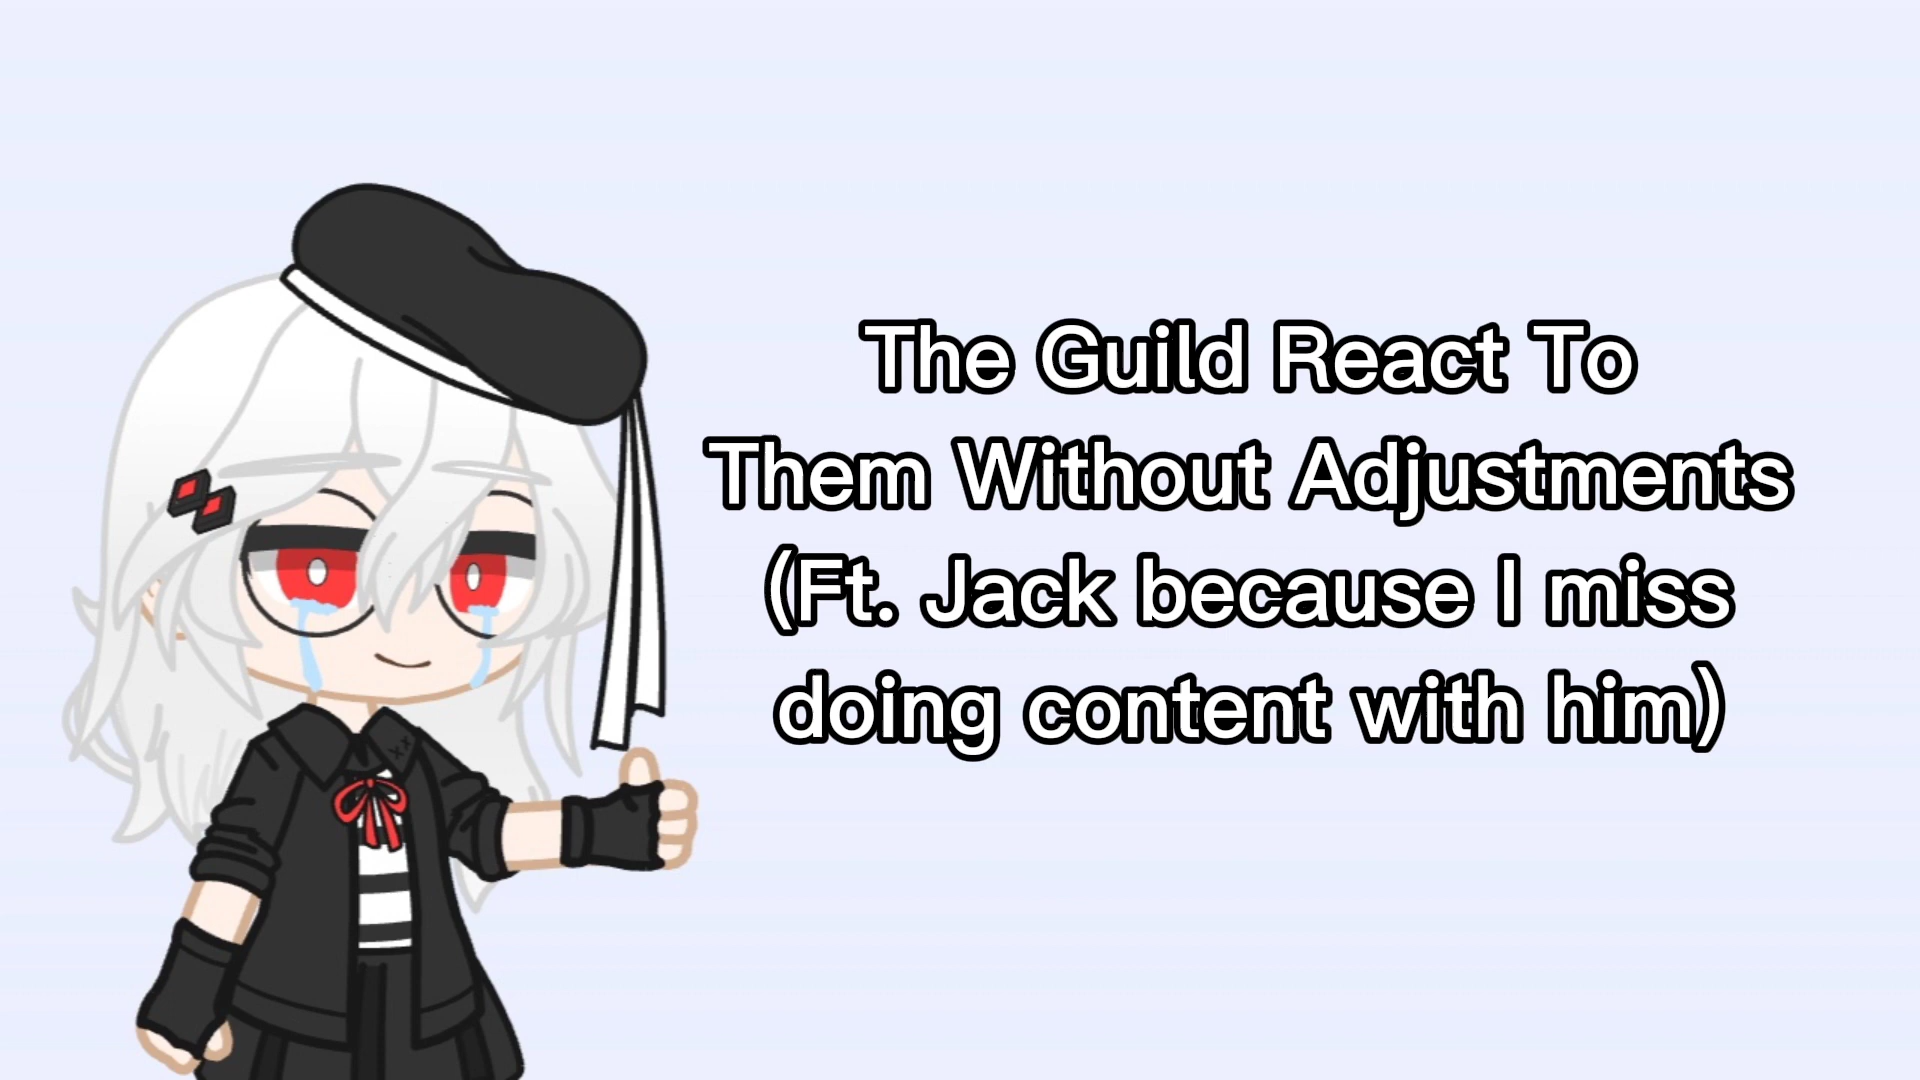 The Guild React To
Them Without Adjustments
(Ft. Jack because I miss
doing content with him)